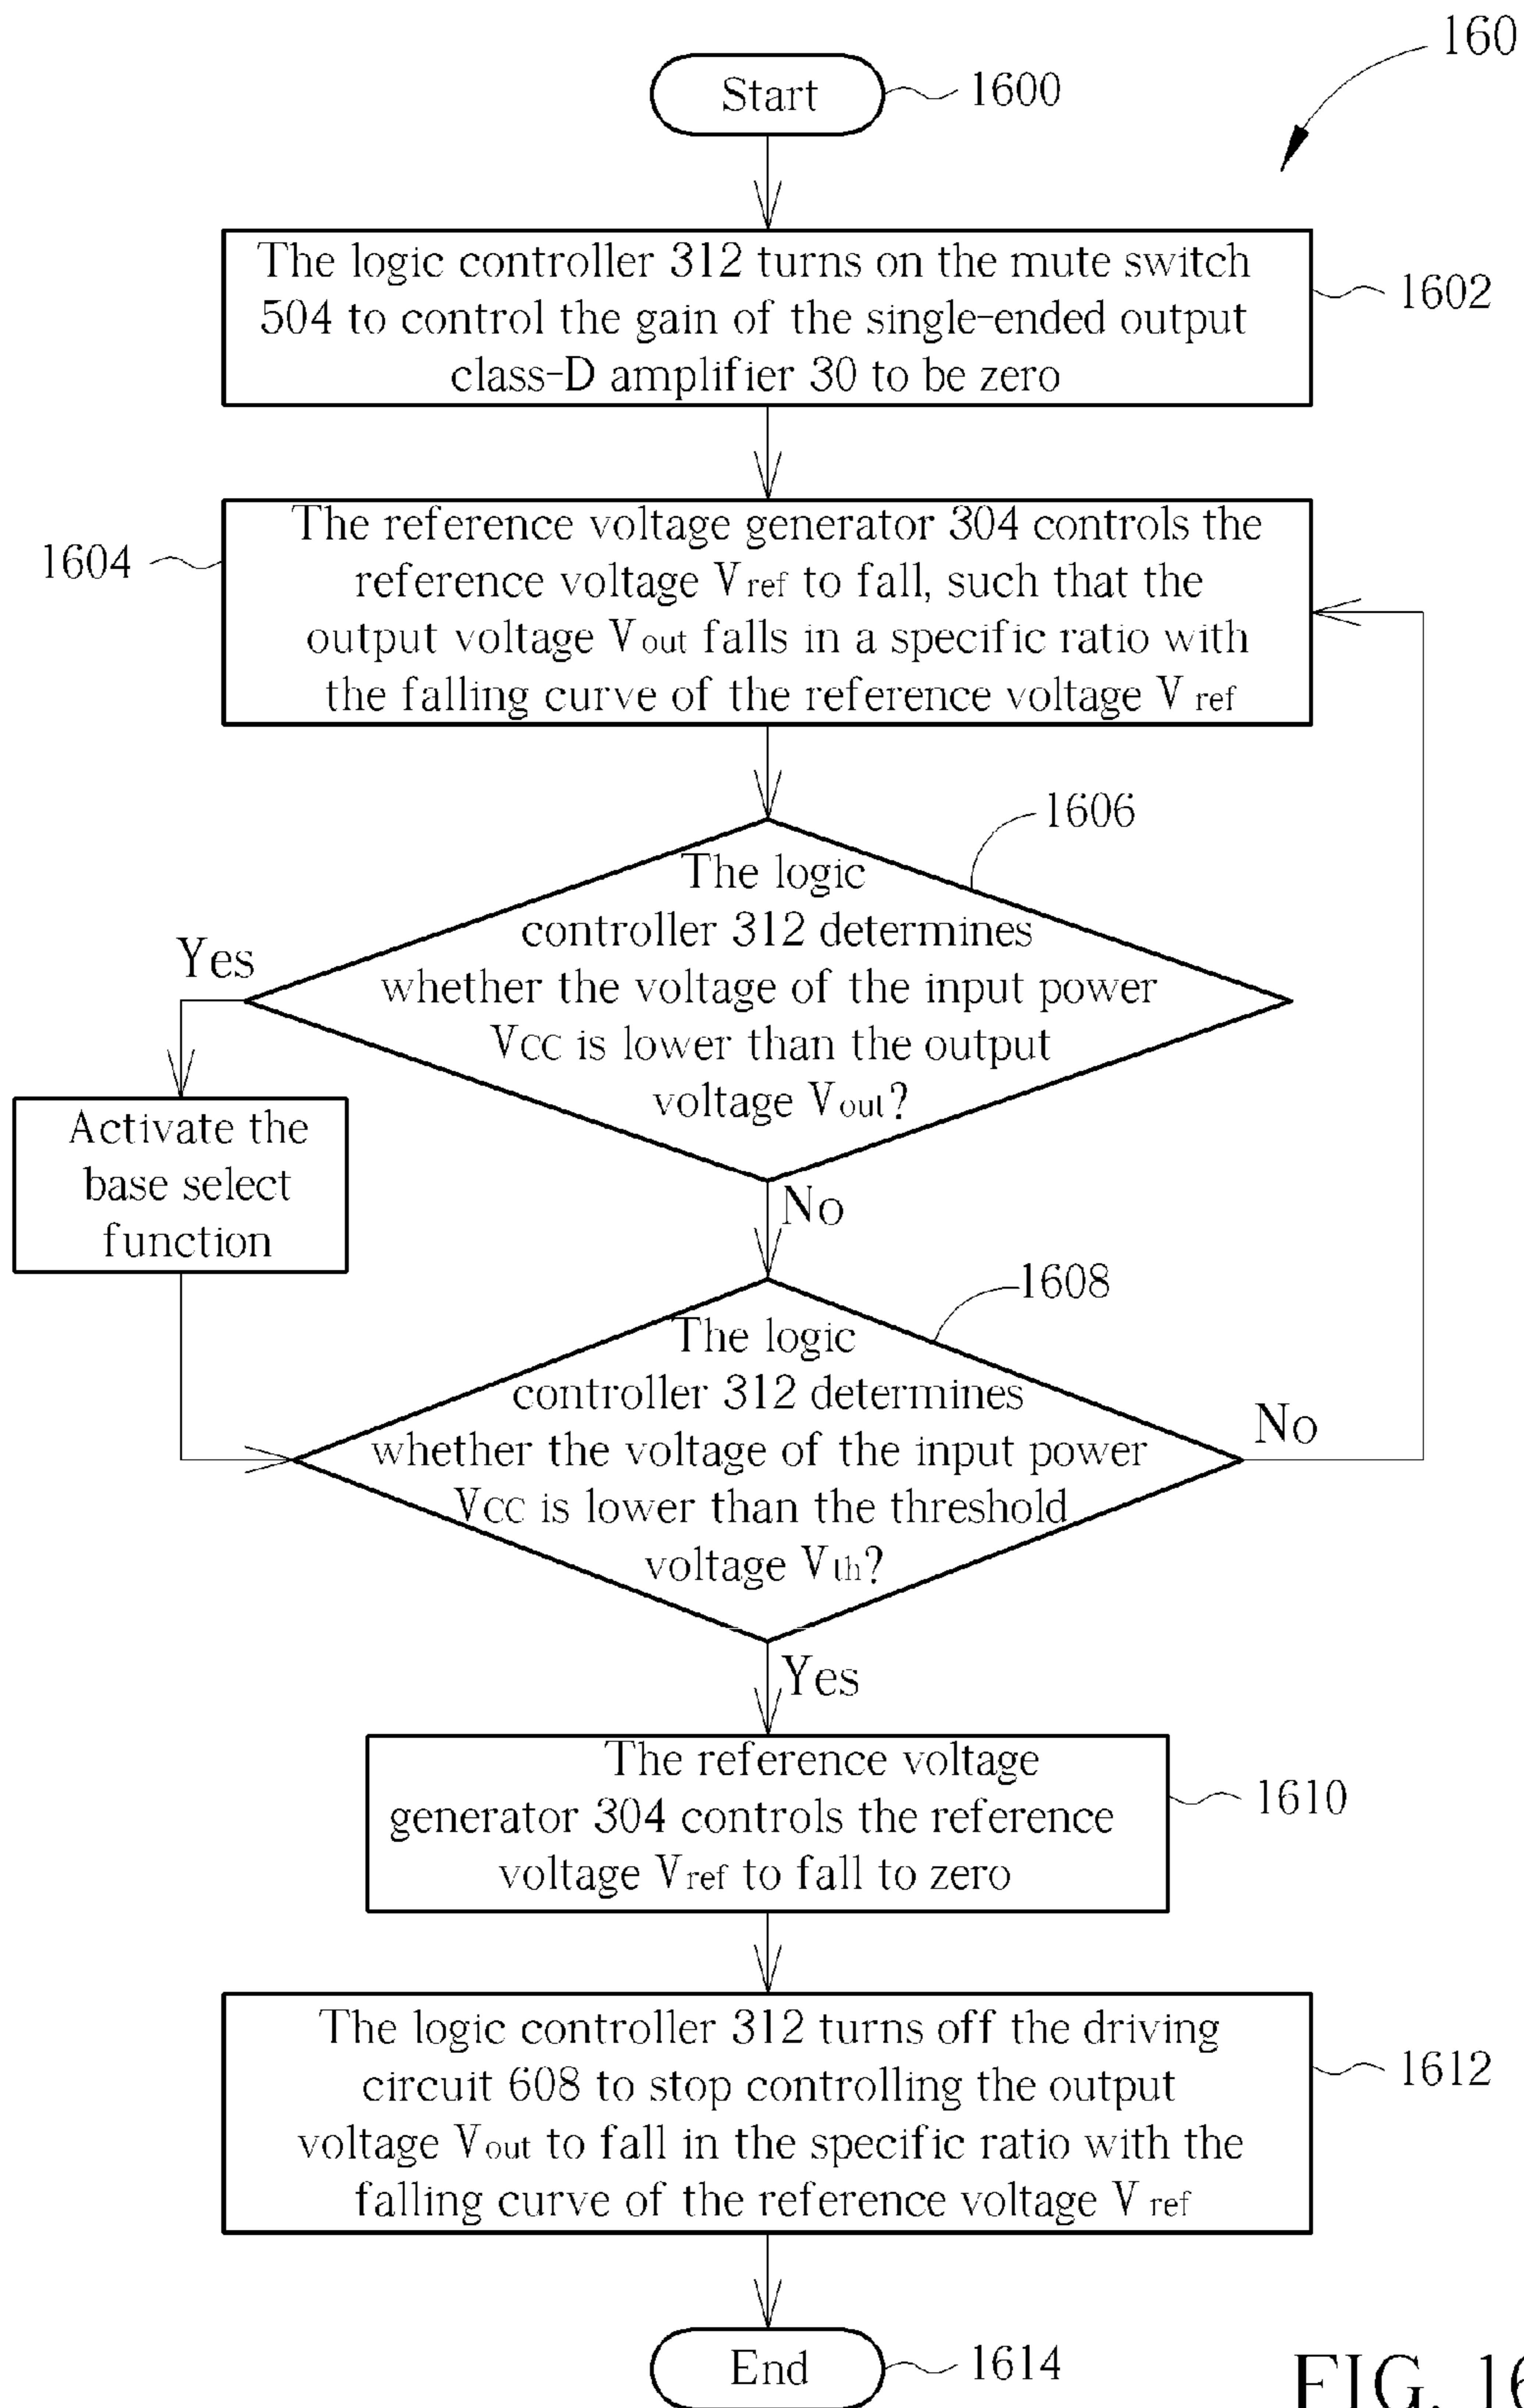 160
Start
1600
The logic controller 312 turns on the mute switch
504 to control the gain of the single-ended output
class-D amplifier 30 to be zero
1602
The reference voltage generator 304 controls the
reference voltage Vref to fall, such that the
output voltage Vout falls in a specific ratio with
the falling curve of the reference voltage Vref
1604
1606
The logic
controller 312 determines
whether the voltage of the input power
VCC is lower than the output
voltage Vout?
Yes
Activate the
base select
function
No
1608
The logic
controller 312 determines
whether the voltage of the input power
VCC is lower than the threshold
voltage Vth?
No
Yes
The reference voltage
generator 304 controls the reference
voltage Vref to fall to zero
1610
The logic controller 312 turns off the driving
circuit 608 to stop controlling the output
voltage Vout to fall in the specific ratio with the
falling curve of the reference voltage Vref
1612
End
1614
FIG. 16